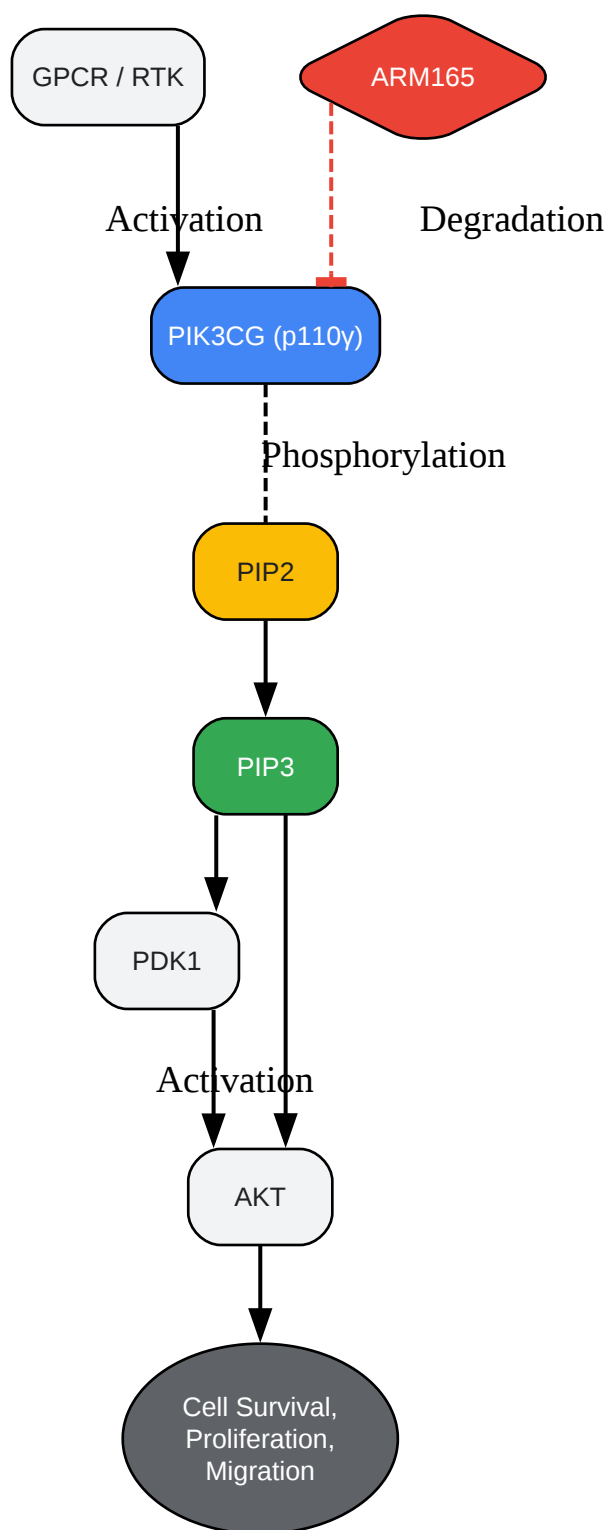 GPCR / RTK
ARM165
Activation
Degradation
PIK3CG (p110γ)
Phosphorylation
PIP2
PIP3
PDK1
Activation
AKT
Cell Survival,
Proliferation,
Migration